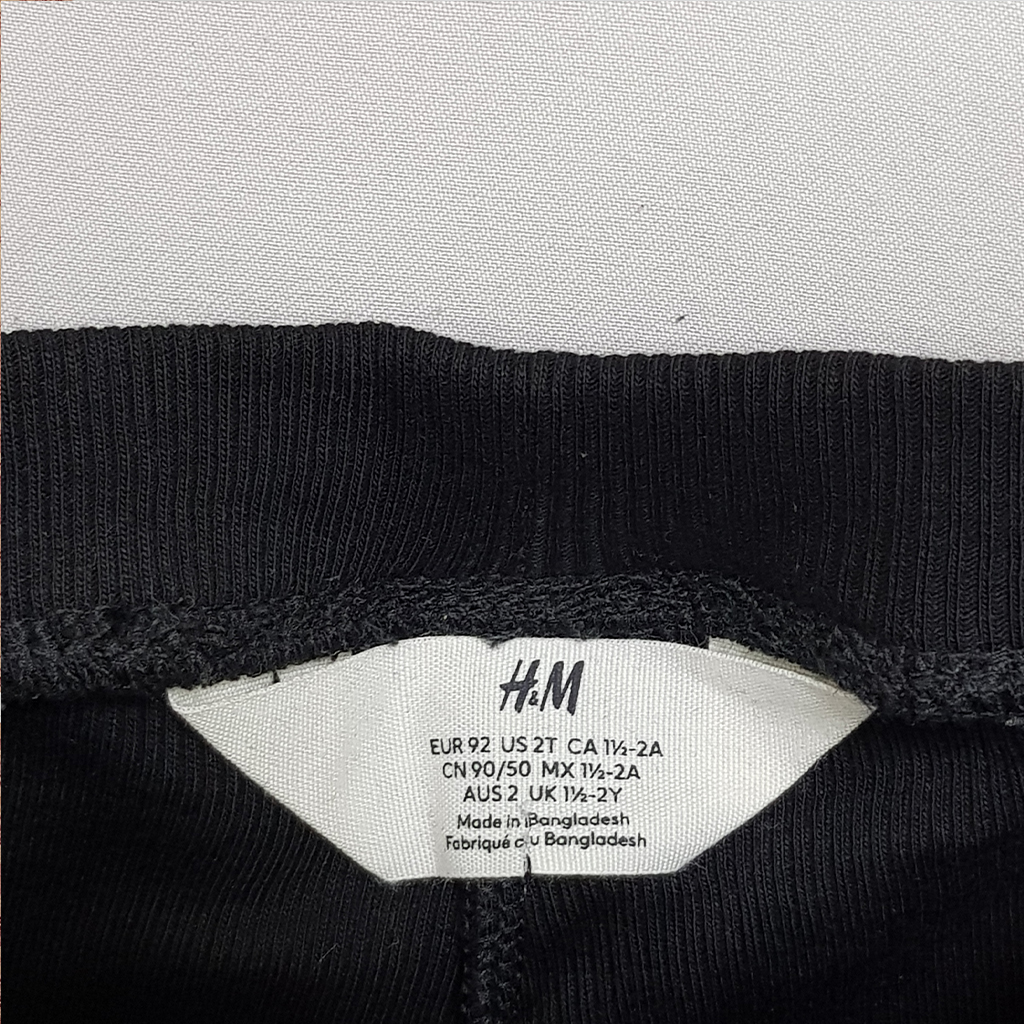 H&M
EUR 92 US 2T CA 1½-2A
CN 90/50 MX 1½-2A
AUS 2 UK 1½-2Y
Made in Bangladesh
Fabriqué au Bangladesh